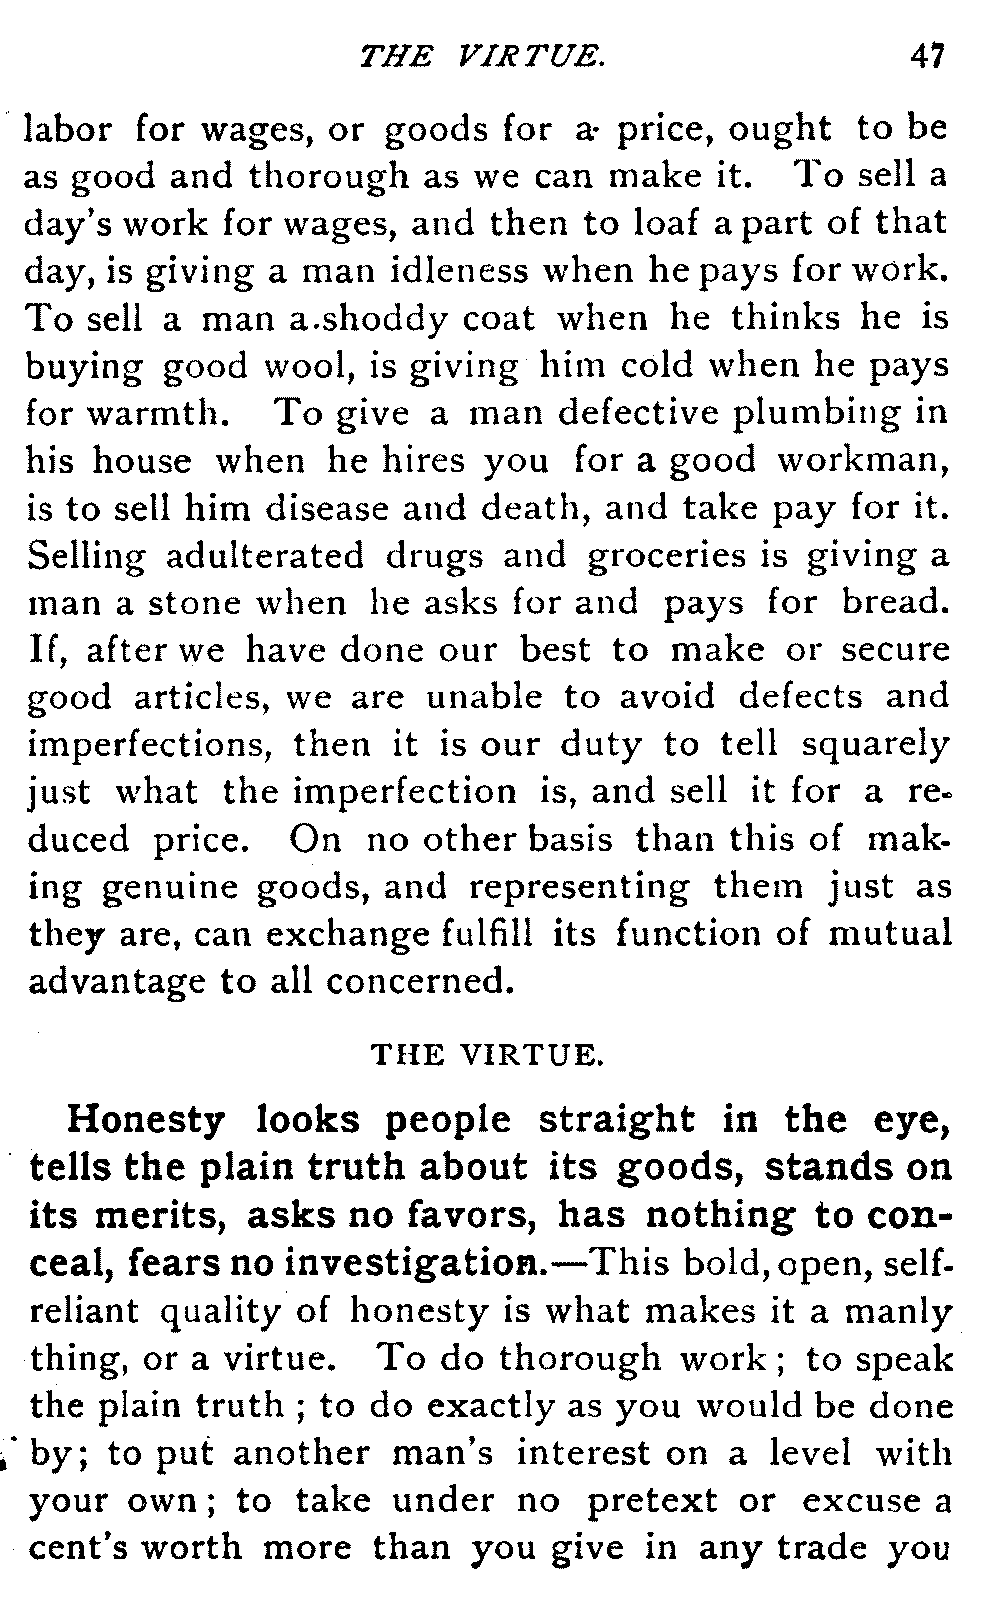 THE VIRTUE. 47
labor for wages, or goods for a price, ought to be
as good and thorough as we can make it. To sell a
day's work for wages, and then to loaf a part of that
day, is giving a man idleness when he pays for work.
To sell a man a shoddy coat when he thinks he is
buying good wool, is giving him cold when he pays
for warmth. To give a man defective plumbing in
his house when he hires you for a good workman,
is to sell him disease and death, and take pay for it.
Selling adulterated drugs and groceries is giving a
man a stone when he asks for and pays for bread.
If, after we have done our best to make or secure
good articles, we are unable to avoid defects and
imperfections, then it is our duty to tell squarely
just what the imperfection is, and sell it for a re-
duced price. On no other basis than this of mak-
ing genuine goods, and representing them just as
they are, can exchange fulfill its function of mutual
advantage to all concerned.
THE VIRTUE.
Honesty looks people straight in the eye,
tells the plain truth about its goods, stands on
its merits, asks no favors, has nothing to con-
ceal, fears no investigation.—This bold, open, self-
reliant quality of honesty is what makes it a manly
thing, or a virtue. To do thorough work ; to speak
the plain truth ; to do exactly as you would be done
by ; to put another man's interest on a level with
your own ; to take under no pretext or excuse a
cent's worth more than you give in any trade you